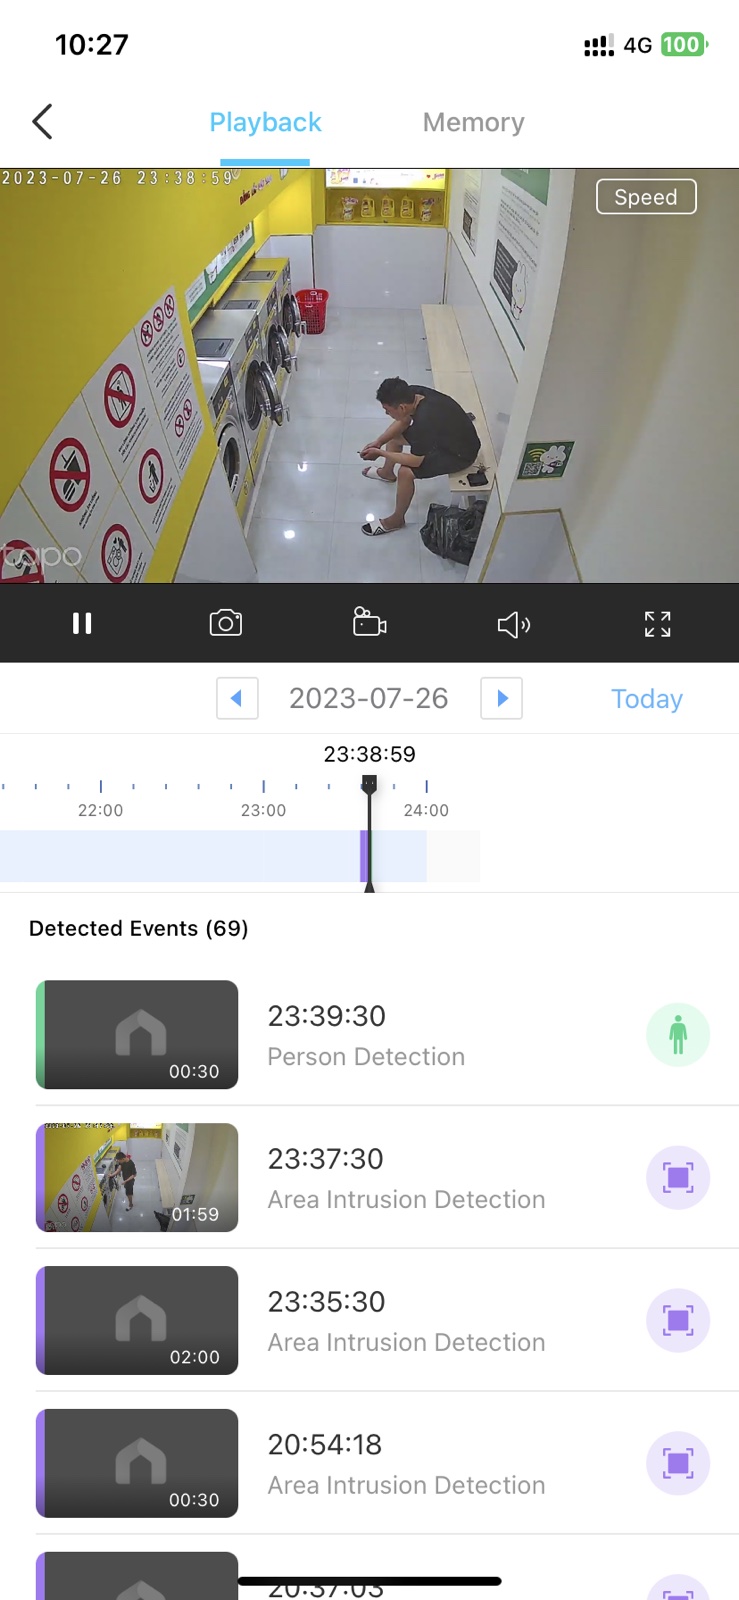 10:27
4G 100
Playback Memory
2023-07-26 23:38:59
Speed
tapo
2023-07-26
Today
23:38:59
22:00 23:00 24:00
Detected Events (69)
23:39:30
Person Detection
00:30
23:37:30
Area Intrusion Detection
01:59
23:35:30
Area Intrusion Detection
02:00
20:54:18
Area Intrusion Detection
00:30
20:37:03